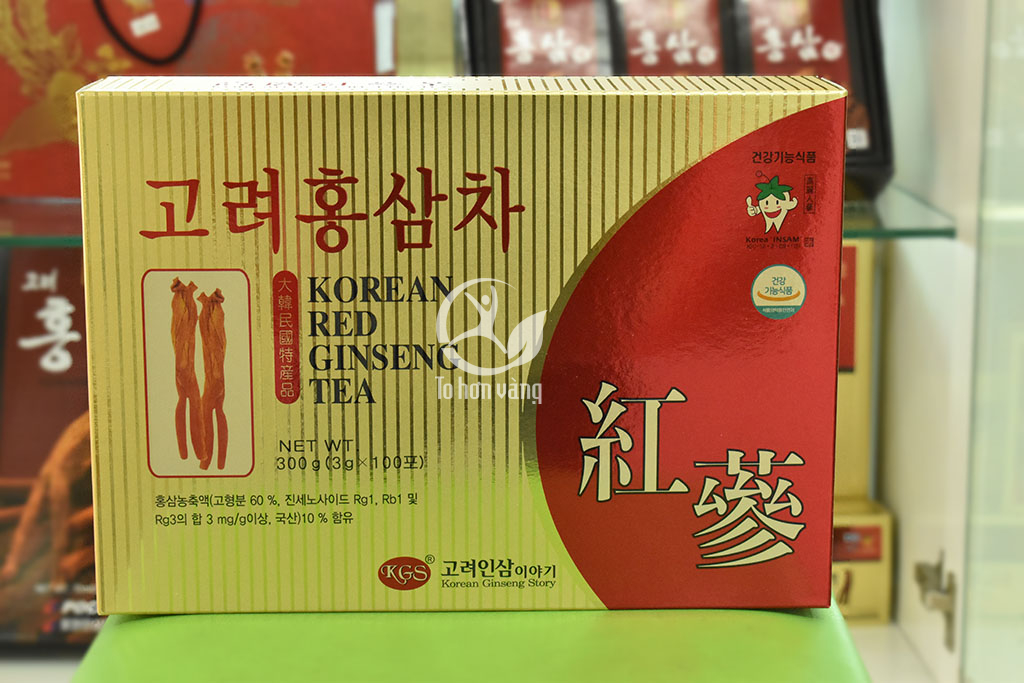 고려홍삼차
大韓民國特産品
KOREAN
RED
GINSENG
TEA
NET WT
300g(3g×100포)
홍삼농축액(고형분 60 %, 진세노사이드 Rg1, Rb1 및
Rg3의 합 3 mg/g이상, 국산)10 % 함유
KGS®
고려인삼이야기
Korean Ginseng Story
건강기능식품
Korea INSAM
건강
기능식품
紅蔘
To hơn vàng
홍삼
홍삼
홍삼
홍